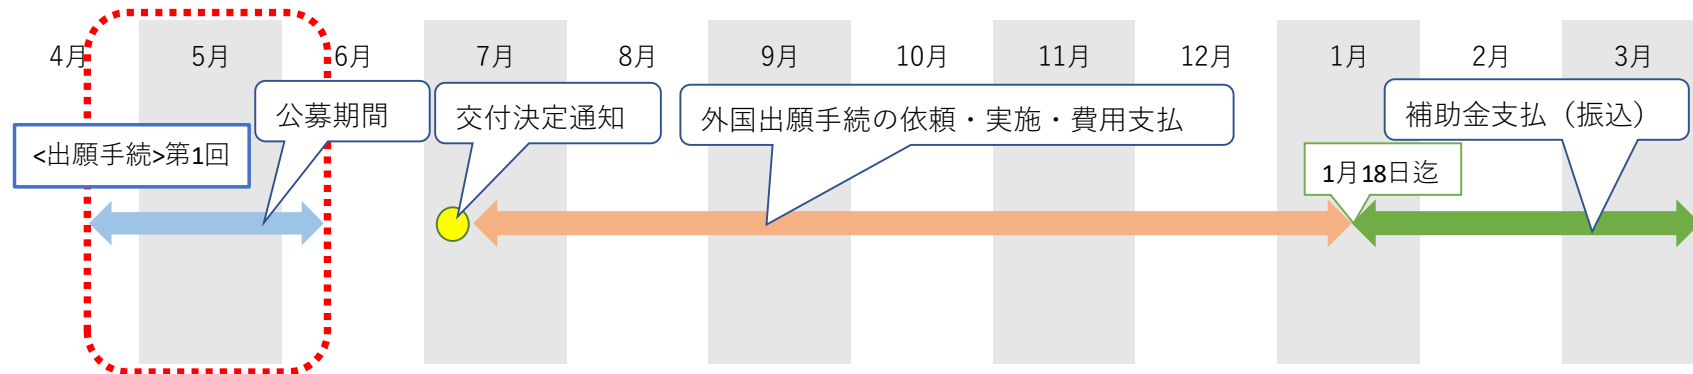 4月
5月
6月
7月
8月
9月
10月
11月
12月
1月
2月
3月
<出願手続>第1回
公募期間
交付決定通知
外国出願手続の依頼・実施・費用支払
1月18日迄
補助金支払（振込）